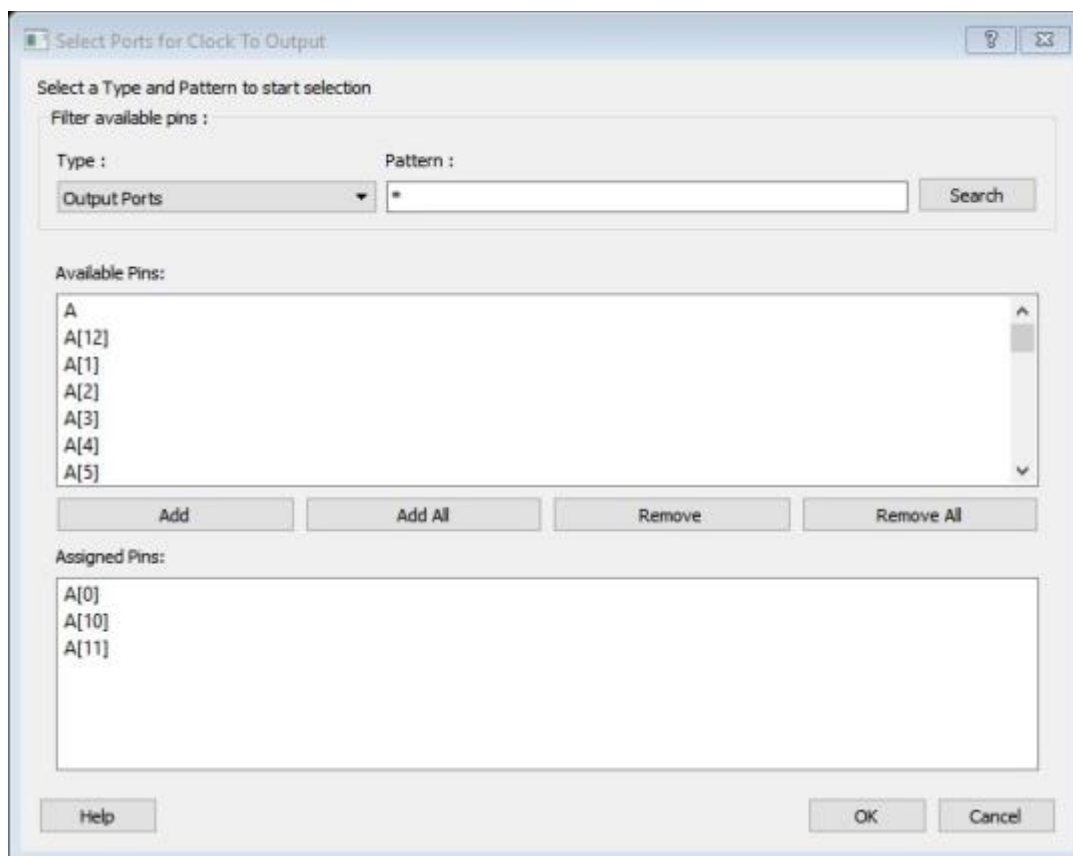 Select Ports for Clock To Output
Select a Type and Pattern to start selection
Filter available pins :
Type : Pattern :
Output Ports * Search
Available Pins:
A
A[12]
A[1]
A[2]
A[3]
A[4]
A[5]
Add Add All Remove Remove All
Assigned Pins:
A[0]
A[10]
A[11]
Help OK Cancel